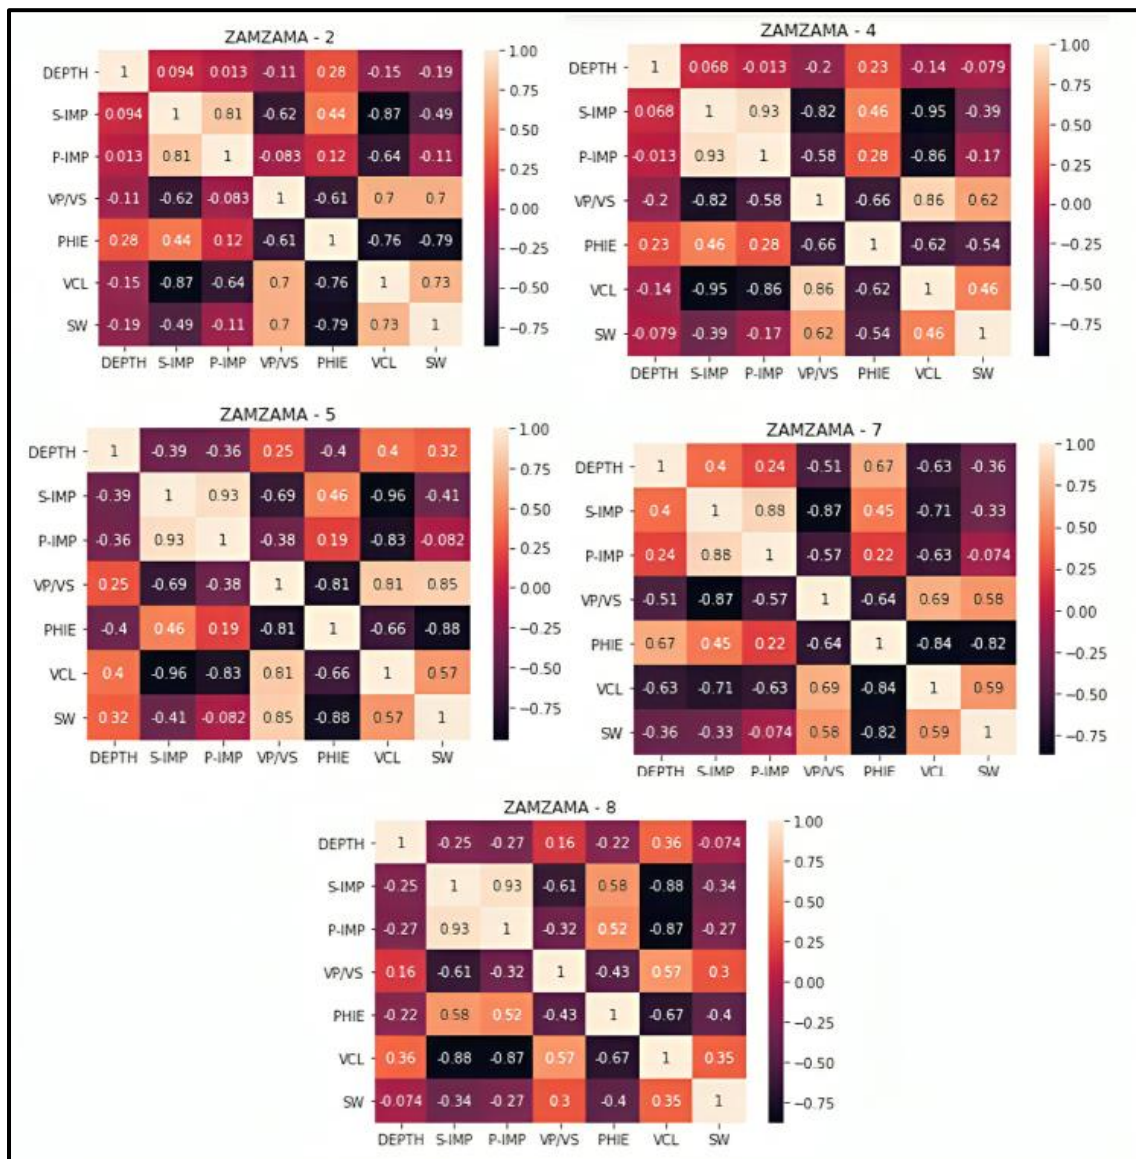 ZAMZAMA - 2
DEPTH 1 0.094 0.013 -0.11 0.28 -0.15 -0.19
S-IMP 0.094 1 0.81 -0.62 0.44 -0.87 -0.49
P-IMP 0.013 0.81 1 -0.083 0.12 -0.64 -0.11
VP/VS -0.11 -0.62 -0.083 1 -0.61 0.7 0.7
PHIE 0.28 0.44 0.12 -0.61 1 -0.76 -0.79
VCL -0.15 -0.87 -0.64 0.7 -0.76 1 0.73
SW -0.19 -0.49 -0.11 0.7 -0.79 0.73 1
DEPTH S-IMP P-IMP VP/VS PHIE VCL SW
1.00
0.75
0.50
0.25
0.00
−0.25
−0.50
−0.75
ZAMZAMA - 4
DEPTH 1 0.068 -0.013 -0.2 0.23 -0.14 -0.079
S-IMP 0.068 1 0.93 -0.82 0.46 -0.95 -0.39
P-IMP -0.013 0.93 1 -0.58 0.28 -0.86 -0.17
VP/VS -0.2 -0.82 -0.58 1 -0.66 0.86 0.62
PHIE 0.23 0.46 0.28 -0.66 1 -0.62 -0.54
VCL -0.14 -0.95 -0.86 0.86 -0.62 1 0.46
SW -0.079 -0.39 -0.17 0.62 -0.54 0.46 1
DEPTH S-IMP P-IMP VP/VS PHIE VCL SW
1.00
0.75
0.50
0.25
0.00
−0.25
−0.50
−0.75
ZAMZAMA - 5
DEPTH 1 -0.39 -0.36 0.25 -0.4 0.4 0.32
S-IMP -0.39 1 0.93 -0.69 0.46 -0.96 -0.41
P-IMP -0.36 0.93 1 -0.38 0.19 -0.83 -0.082
VP/VS 0.25 -0.69 -0.38 1 -0.81 0.81 0.85
PHIE -0.4 0.46 0.19 -0.81 1 -0.66 -0.88
VCL 0.4 -0.96 -0.83 0.81 -0.66 1 0.57
SW 0.32 -0.41 -0.082 0.85 -0.88 0.57 1
DEPTH S-IMP P-IMP VP/VS PHIE VCL SW
1.00
0.75
0.50
0.25
0.00
−0.25
−0.50
−0.75
ZAMZAMA - 7
DEPTH 1 0.4 0.24 -0.51 0.67 -0.63 -0.36
S-IMP 0.4 1 0.88 -0.87 0.45 -0.71 -0.33
P-IMP 0.24 0.88 1 -0.57 0.22 -0.63 -0.074
VP/VS -0.51 -0.87 -0.57 1 -0.64 0.69 0.58
PHIE 0.67 0.45 0.22 -0.64 1 -0.84 -0.82
VCL -0.63 -0.71 -0.63 0.69 -0.84 1 0.59
SW -0.36 -0.33 -0.074 0.58 -0.82 0.59 1
DEPTH S-IMP P-IMP VP/VS PHIE VCL SW
1.00
0.75
0.50
0.25
0.00
−0.25
−0.50
−0.75
ZAMZAMA - 8
DEPTH 1 -0.25 -0.27 0.16 -0.22 0.36 -0.074
S-IMP -0.25 1 0.93 -0.61 0.58 -0.88 -0.34
P-IMP -0.27 0.93 1 -0.32 0.52 -0.87 -0.27
VP/VS 0.16 -0.61 -0.32 1 -0.43 0.57 0.3
PHIE -0.22 0.58 0.52 -0.43 1 -0.67 -0.4
VCL 0.36 -0.88 -0.87 0.57 -0.67 1 0.35
SW -0.074 -0.34 -0.27 0.3 -0.4 0.35 1
DEPTH S-IMP P-IMP VP/VS PHIE VCL SW
1.00
0.75
0.50
0.25
0.00
−0.25
−0.50
−0.75